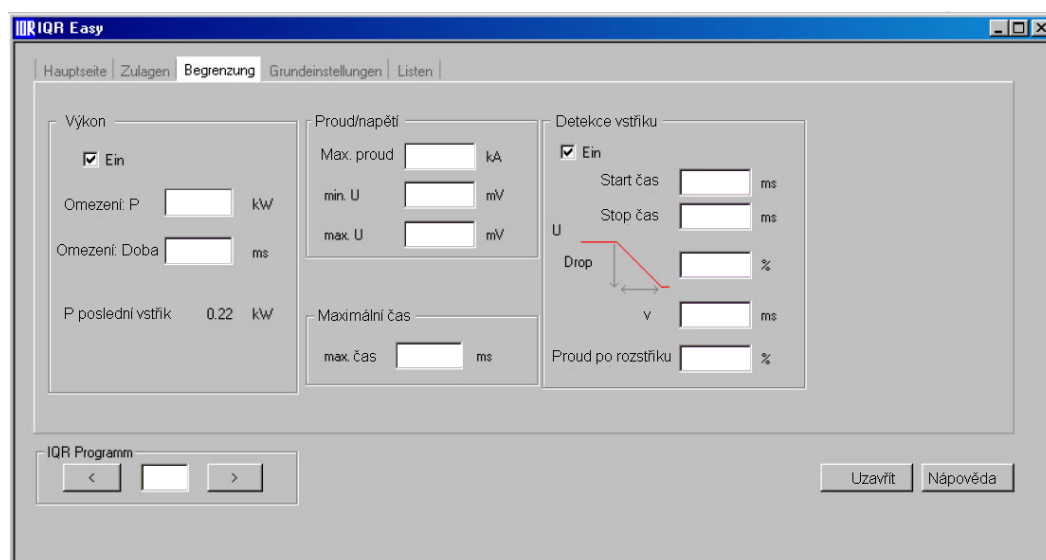 IQR IQR Easy
Hauptseite Zulagen Begrenzung Grundeinstellungen Listen
Výkon
Ein
Omezení: P kW
Omezení: Doba ms
P poslední vstřik 0.22 kW
Proud/napětí
Max. proud kA
min. U mV
max. U mV
Maximální čas
max. čas ms
Detekce vstřiku
Ein
Start čas ms
Stop čas ms
U
Drop %
v ms
Proud po rozstřiku %
IQR Programm
< >
Uzavřít Nápověda